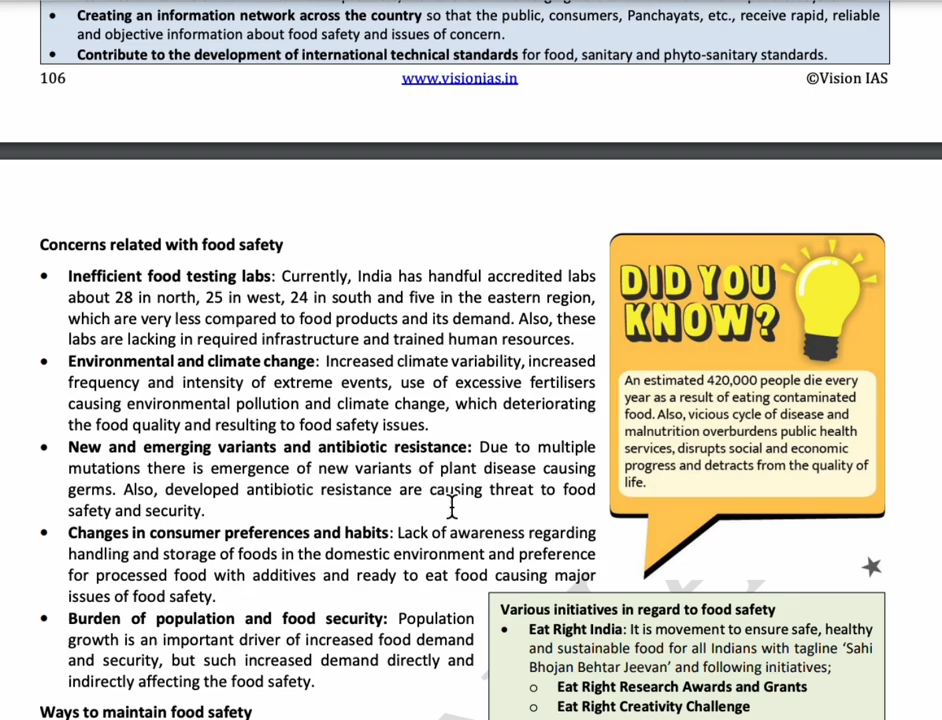 • Creating an information network across the country so that the public, consumers, Panchayats, etc., receive rapid, reliable
and objective information about food safety and issues of concern.
• Contribute to the development of international technical standards for food, sanitary and phyto-sanitary standards.
106 www.visionias.in ©Vision IAS
Concerns related with food safety
• Inefficient food testing labs: Currently, India has handful accredited labs
about 28 in north, 25 in west, 24 in south and five in the eastern region,
which are very less compared to food products and its demand. Also, these
labs are lacking in required infrastructure and trained human resources.
• Environmental and climate change: Increased climate variability, increased
frequency and intensity of extreme events, use of excessive fertilisers
causing environmental pollution and climate change, which deteriorating
the food quality and resulting to food safety issues.
• New and emerging variants and antibiotic resistance: Due to multiple
mutations there is emergence of new variants of plant disease causing
germs. Also, developed antibiotic resistance are causing threat to food
safety and security.
• Changes in consumer preferences and habits: Lack of awareness regarding
handling and storage of foods in the domestic environment and preference
for processed food with additives and ready to eat food causing major
issues of food safety.
• Burden of population and food security: Population
growth is an important driver of increased food demand
and security, but such increased demand directly and
indirectly affecting the food safety.
Ways to maintain food safety
DID YOU
KNOW?
An estimated 420,000 people die every
year as a result of eating contaminated
food. Also, vicious cycle of disease and
malnutrition overburdens public health
services, disrupts social and economic
progress and detracts from the quality of
life.
Various initiatives in regard to food safety
• Eat Right India: It is movement to ensure safe, healthy
and sustainable food for all Indians with tagline ‘Sahi
Bhojan Behtar Jeevan’ and following initiatives;
o Eat Right Research Awards and Grants
o Eat Right Creativity Challenge